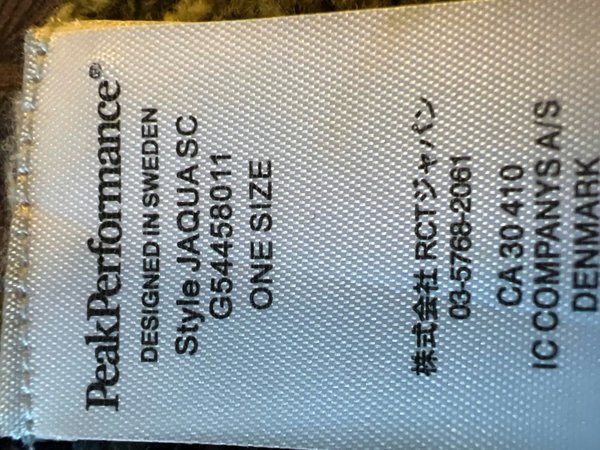 PeakPerformance®
DESIGNED IN SWEDEN
Style JAQUA SC
G54458011
ONE SIZE
株式会社 RCTジャパン
03-5768-2061
CA 30 410
IC COMPANYS A/S
DENMARK